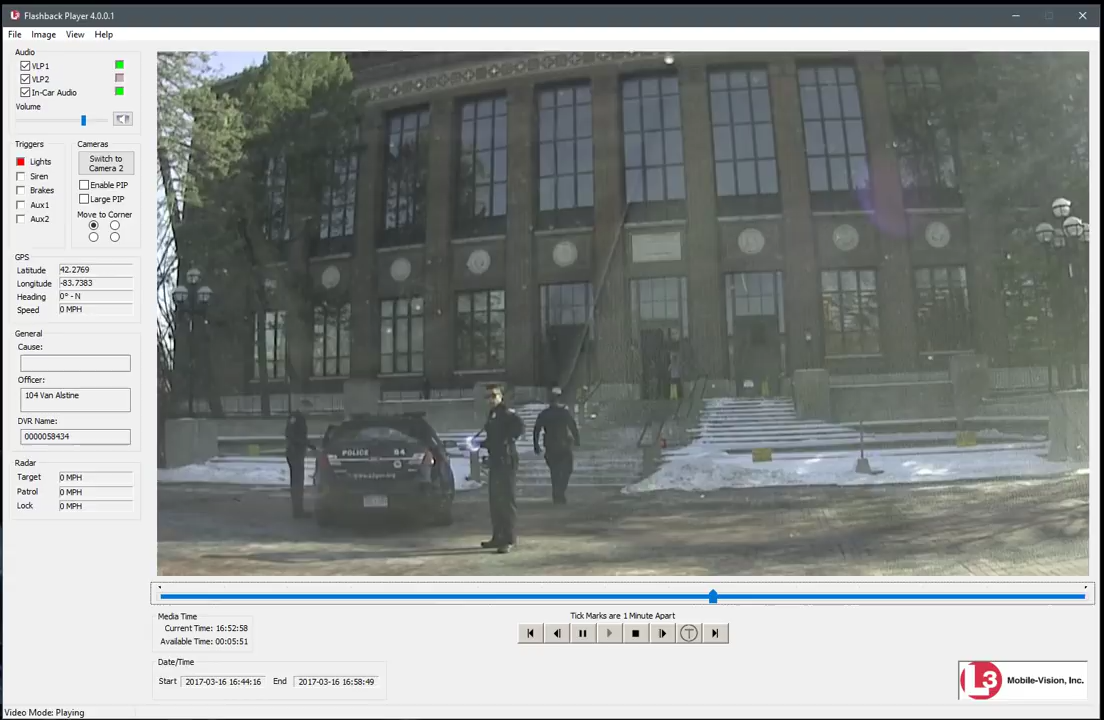 Flashback Player 4.0.0.1
File Image View Help
Audio
VLP1
VLP2
In-Car Audio
Volume
Triggers
Lights
Siren
Brakes
Aux1
Aux2
Cameras
Switch to
Camera 2
Enable PIP
Large PIP
Move to Corner
GPS
Latitude 42.2769
Longitude -83.7383
Heading 0° - N
Speed 0 MPH
General
Cause:
Officer:
104 Van Alstine
DVR Name:
0000058434
Radar
Target 0 MPH
Patrol 0 MPH
Lock 0 MPH
POLICE 84
Tick Marks are 1 Minute Apart
T
Media Time
Current Time: 16:52:58
Available Time: 00:05:51
Date/Time
Start 2017-03-16 16:44:16 End 2017-03-16 16:58:49
L3 Mobile-Vision, Inc.
Video Mode: Playing